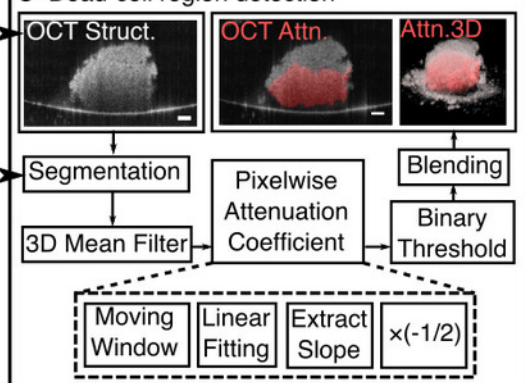 Dead cell region detection
OCT Struct.
OCT Attn.
Attn.3D
Segmentation
3D Mean Filter
Pixelwise
Attenuation
Coefficient
Blending
Binary
Threshold
Moving
Window
Linear
Fitting
Extract
Slope
×(-1/2)